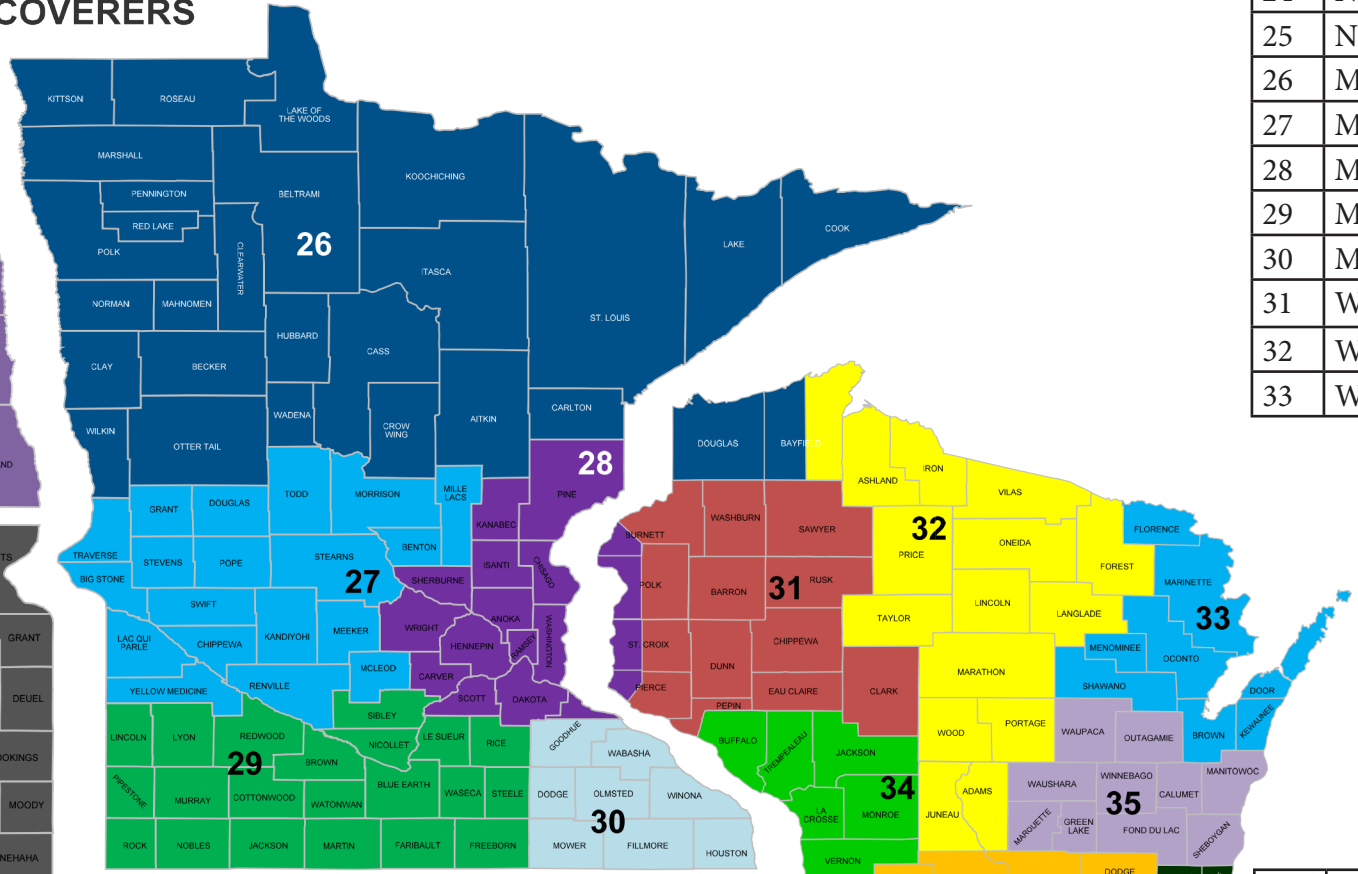 COVERERS
25 N
26 M
27 M
28 M
29 M
30 M
31 W
32 W
33 W
KITTSON
ROSEAU
LAKE OF
THE WOODS
MARSHALL
KOOCHICHING
PENNINGTON
BELTRAMI
RED LAKE
POLK
CLEARWATER
26
ITASCA
LAKE
COOK
NORMAN
MAHNOMEN
ST. LOUIS
HUBBARD
CASS
CLAY
BECKER
WADENA
CROW
WING
AITKIN
CARLTON
WILKIN
OTTER TAIL
DOUGLAS
BAYFIELD
28
PINE
TODD
MORRISON
MILLE
LACS
KANABEC
GRANT
DOUGLAS
TRAVERSE
STEVENS
POPE
STEARNS
BENTON
ISANTI
CHISAGO
BIG STONE
27
SHERBURNE
SWIFT
LAC QUI
PARLE
CHIPPEWA
KANDIYOHI
MEEKER
WRIGHT
ANOKA
HENNEPIN
RAMSEY
WASHINGTON
MCLEOD
CARVER
YELLOW MEDICINE
RENVILLE
SCOTT
DAKOTA
SIBLEY
LINCOLN
LYON
REDWOOD
NICOLLET
LE SUEUR
RICE
GOODHUE
29
BROWN
WABASHA
PIPESTONE
MURRAY
COTTONWOOD
WATONWAN
BLUE EARTH
WASECA
STEELE
DODGE
OLMSTED
WINONA
30
ROCK
NOBLES
JACKSON
MARTIN
FARIBAULT
FREEBORN
MOWER
FILLMORE
HOUSTON
ASHLAND
IRON
VILAS
BURNETT
WASHBURN
SAWYER
32
PRICE
ONEIDA
FOREST
FLORENCE
MARINETTE
POLK
BARRON
31
RUSK
TAYLOR
LINCOLN
LANGLADE
33
ST. CROIX
DUNN
CHIPPEWA
MENOMINEE
OCONTO
PIERCE
PEPIN
EAU CLAIRE
CLARK
MARATHON
SHAWANO
DOOR
BUFFALO
TREMPEALEAU
JACKSON
WOOD
PORTAGE
WAUPACA
OUTAGAMIE
BROWN
KEWAUNEE
34
LA
CROSSE
MONROE
JUNEAU
ADAMS
WAUSHARA
WINNEBAGO
35
CALUMET
MANITOWOC
MARQUETTE
GREEN
LAKE
FOND DU LAC
SHEBOYGAN
VERNON
DODGE
ND
TS
GRANT
DEUEL
OKINGS
MOODY
NEHAHA